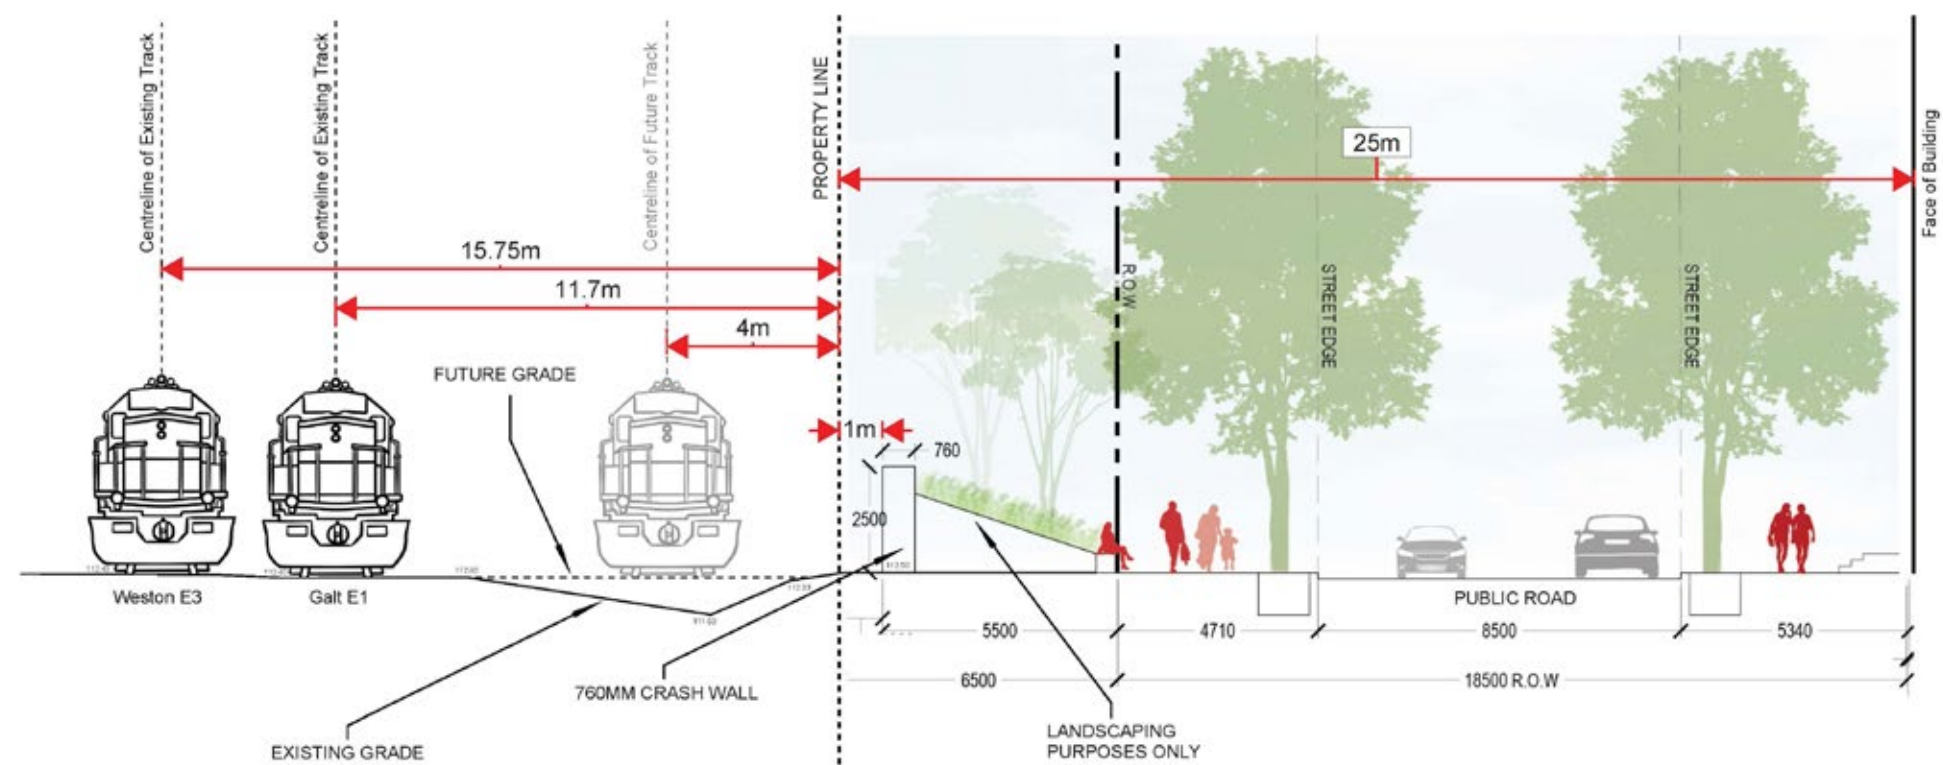 Centreline of Existing Track
Centreline of Existing Track
Centreline of Future Track
PROPERTY LINE
25m
Face of Building
15.75m
11.7m
4m
R.O.W
STREET EDGE
STREET EDGE
FUTURE GRADE
1m
760
2500
Weston E3
Galt E1
PUBLIC ROAD
5500
4710
8500
5340
6500
18500 R.O.W
760MM CRASH WALL
EXISTING GRADE
LANDSCAPING
PURPOSES ONLY